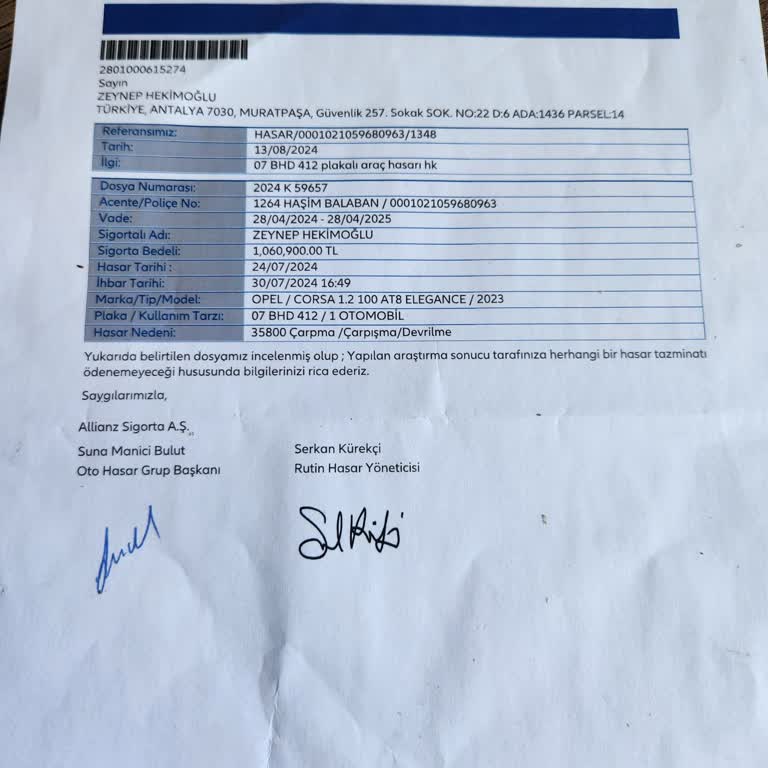 2801000615274
Sayın
ZEYNEP HEKİMOĞLU
TÜRKİYE, ANTALYA 7030, MURATPAŞA, Güvenlik 257. Sokak SOK. NO:22 D:6 ADA:1436 PARSEL:14
Referansımız: HASAR/0001021059680963/1348
Tarih: 13/08/2024
İlgi: 07 BHD 412 plakalı araç hasarı hk
Dosya Numarası: 2024 K 59657
Acente/Poliçe No: 1264 HAŞİM BALABAN / 0001021059680963
Vade: 28/04/2024 - 28/04/2025
Sigortalı Adı: ZEYNEP HEKİMOĞLU
Sigorta Bedeli: 1,060,900.00 TL
Hasar Tarihi : 24/07/2024
İhbar Tarihi: 30/07/2024 16:49
Marka/Tip/Model: OPEL / CORSA 1.2 100 AT8 ELEGANCE / 2023
Plaka / Kullanım Tarzı: 07 BHD 412 / 1 OTOMOBİL
Hasar Nedeni: 35800 Çarpma /Çarpışma/Devrilme
Yukarıda belirtilen dosyamız incelenmiş olup ; Yapılan araştırma sonucu tarafınıza herhangi bir hasar tazminatı
ödenemeyeceği hususunda bilgilerinizi rica ederiz.
Saygılarımızla,
Allianz Sigorta A.Ş.
Suna Manici Bulut Serkan Kürekçi
Oto Hasar Grup Başkanı Rutin Hasar Yöneticisi